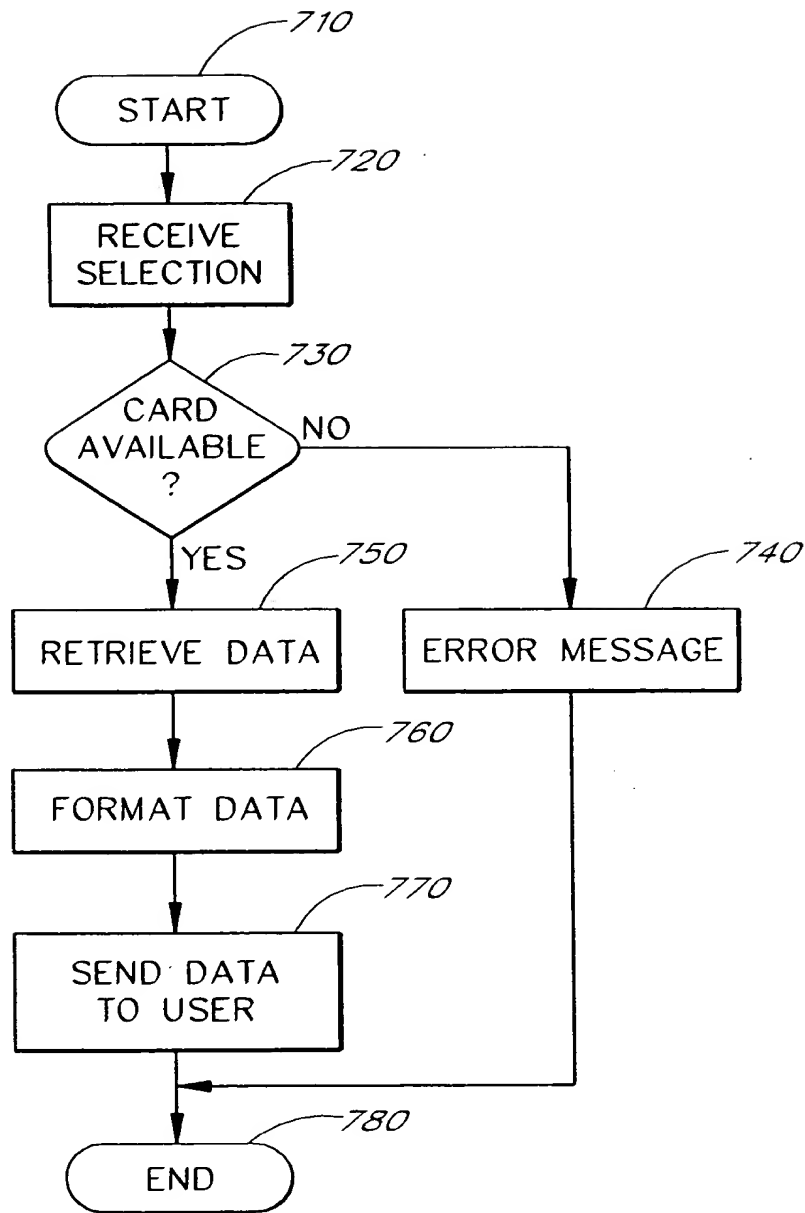 710
START
720
RECEIVE
SELECTION
730
CARD
AVAILABLE
?
NO
YES
750
RETRIEVE DATA
740
ERROR MESSAGE
760
FORMAT DATA
770
SEND DATA
TO USER
780
END